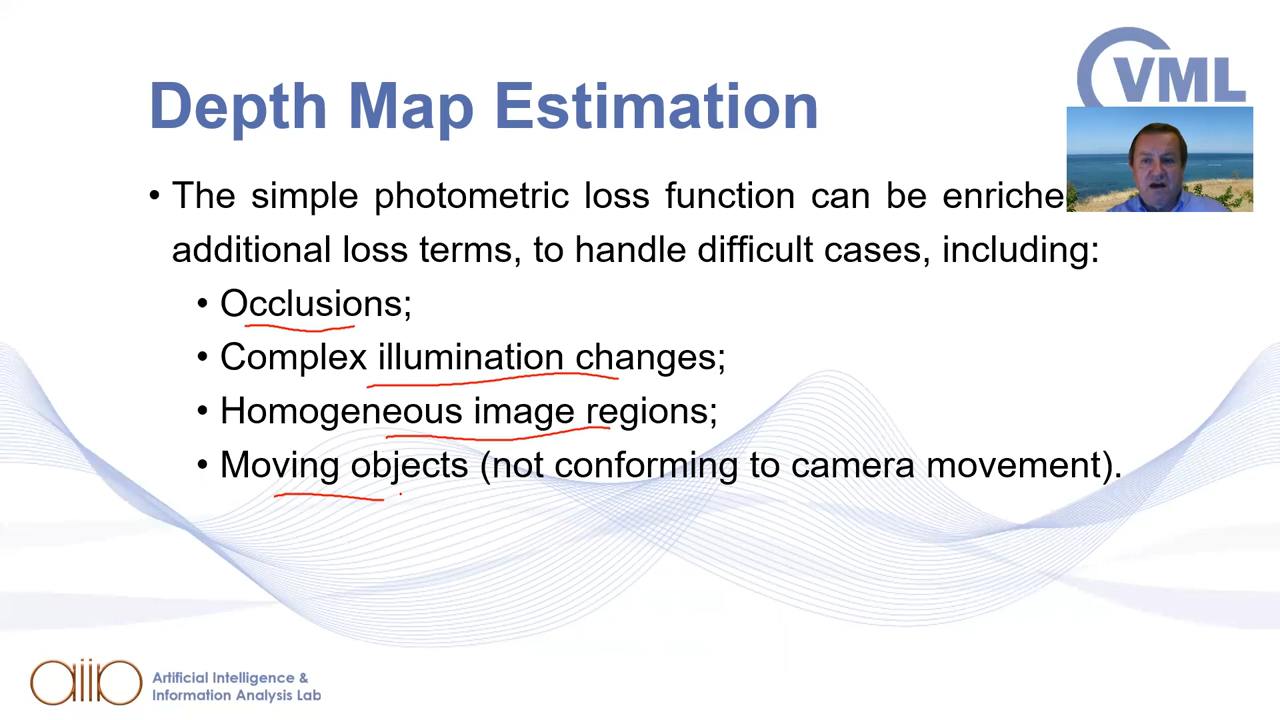 VML
Depth Map Estimation
• The simple photometric loss function can be enriche
additional loss terms, to handle difficult cases, including:
• Occlusions;
• Complex illumination changes;
• Homogeneous image regions;
• Moving objects (not conforming to camera movement).
aiia
Artificial Intelligence &
Information Analysis Lab